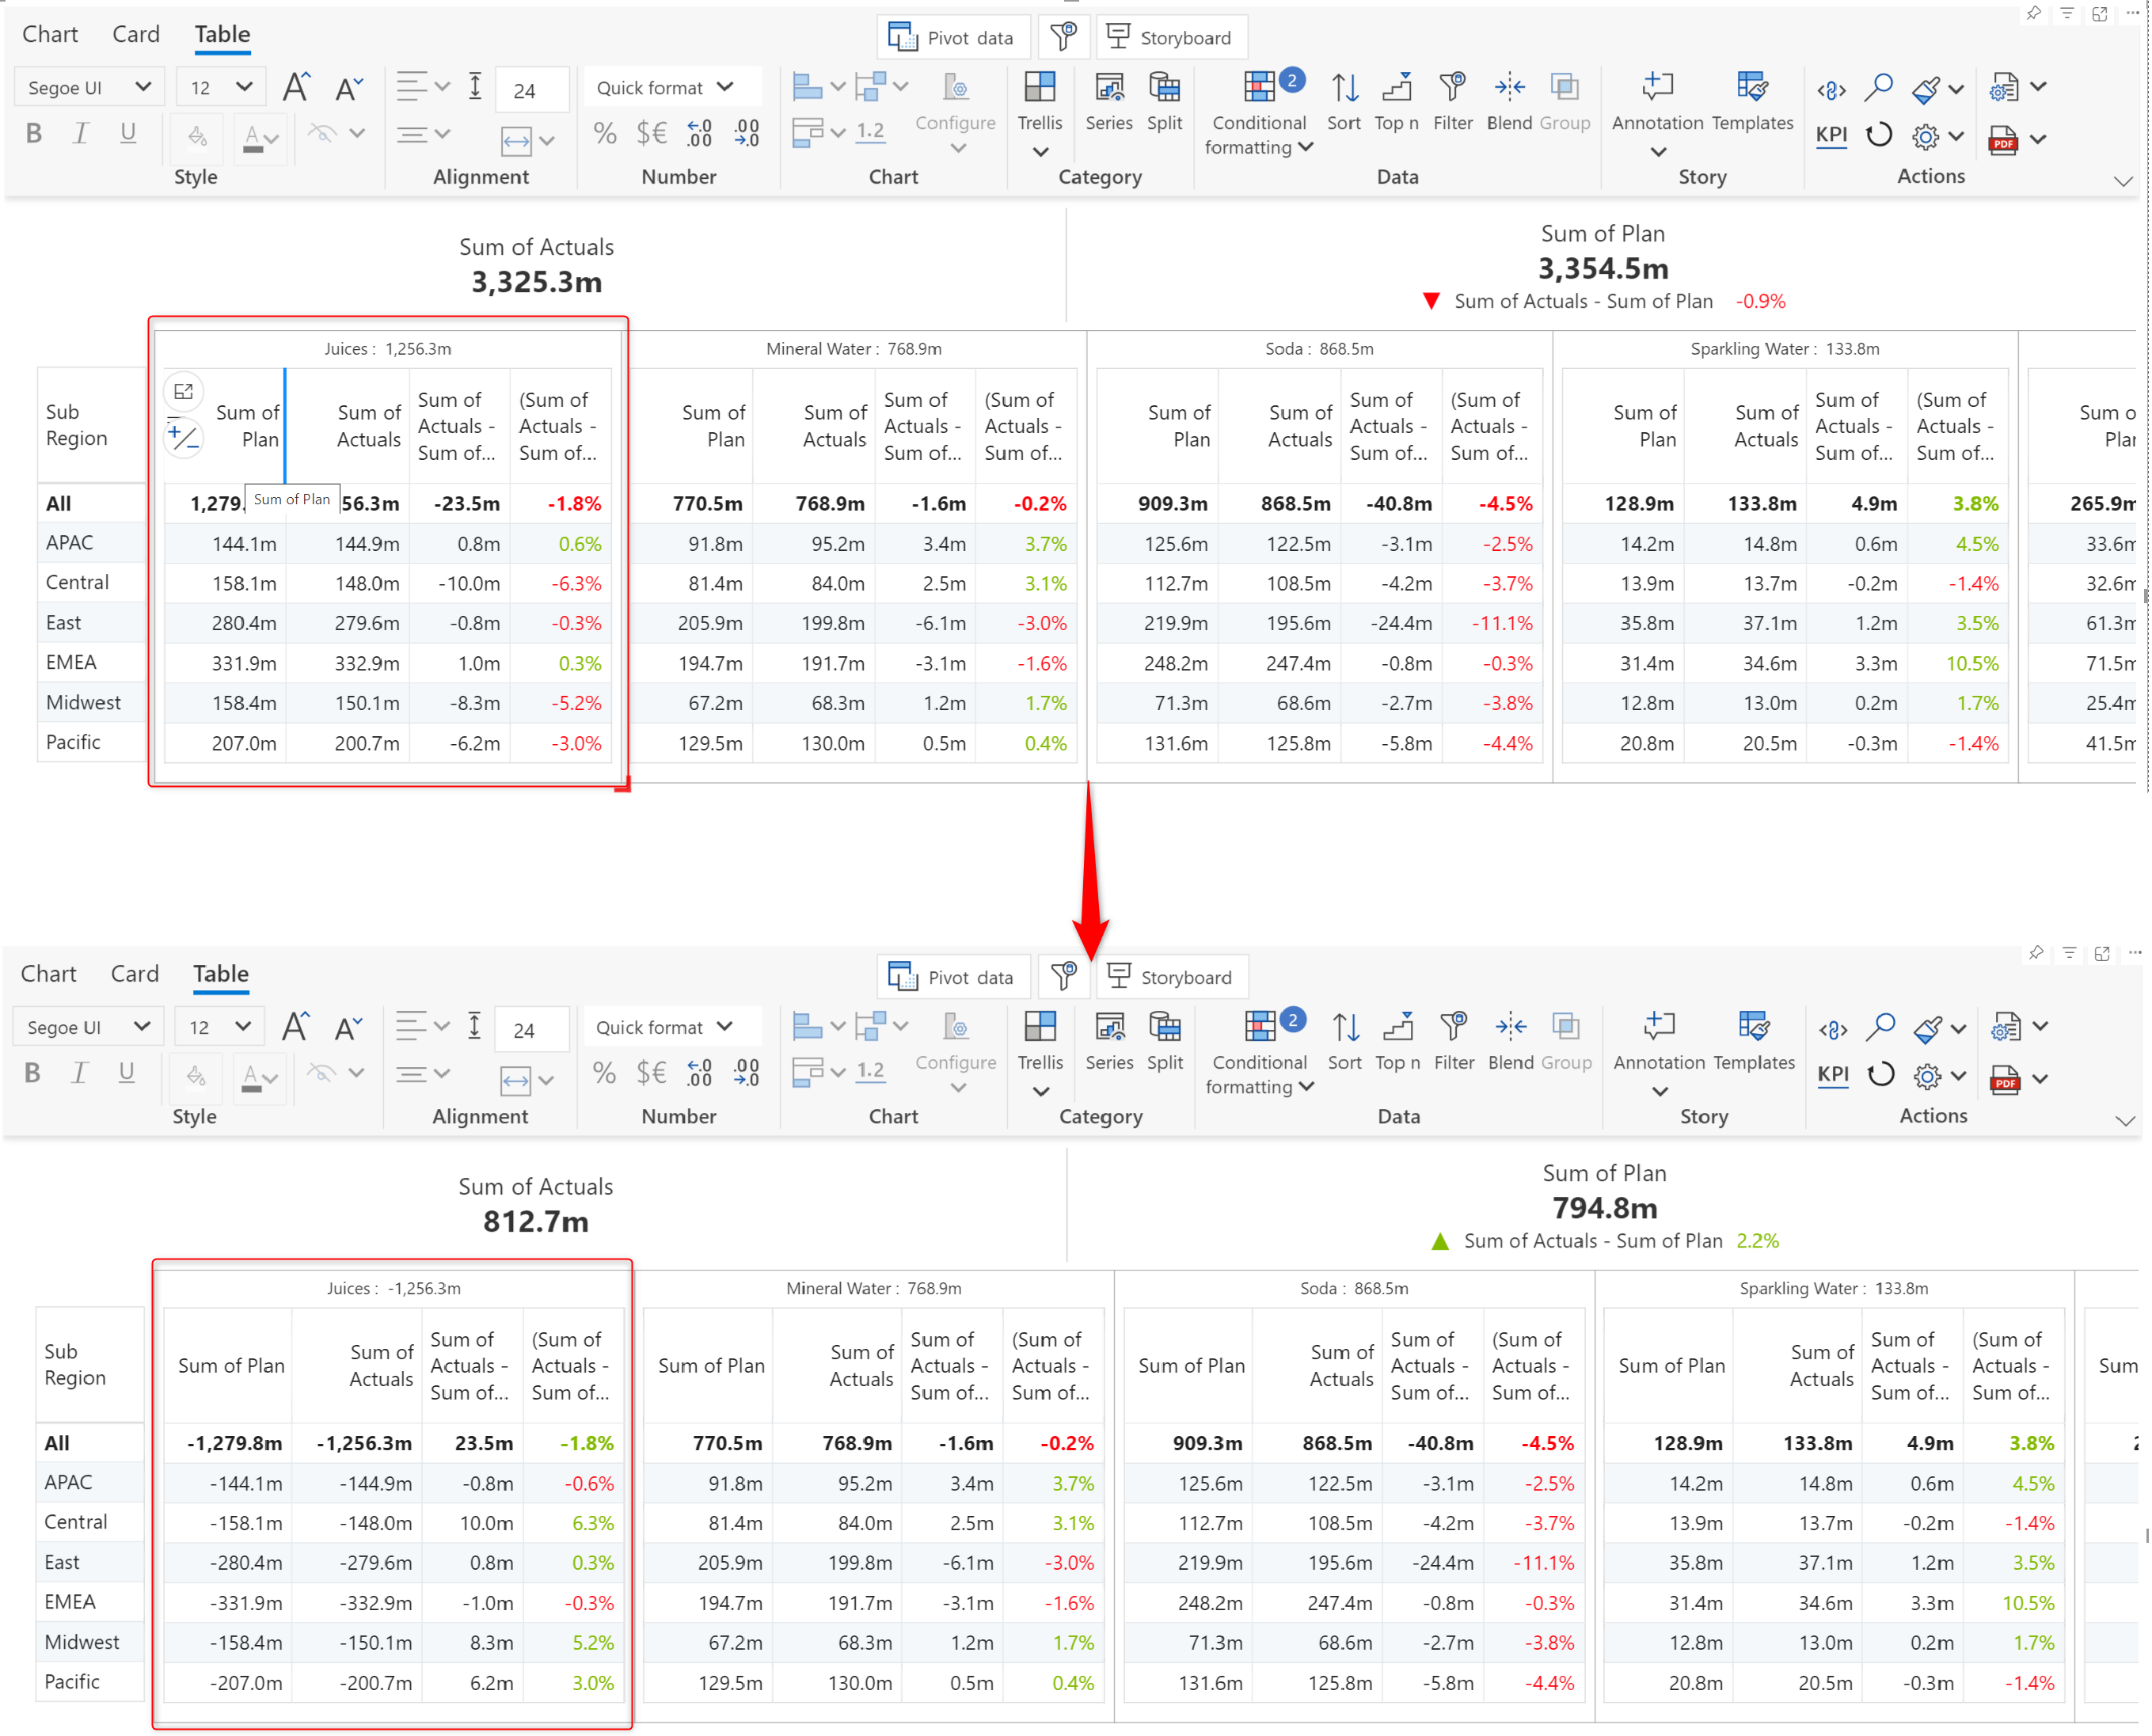 Chart Card Table Pivot data Storyboard
Segoe UI 12 A A 24 Quick format Configure Trellis Series Split Conditional formatting 2 Sort Top n Filter Blend Group Annotation Templates
B I U A % $€ .0 .00 .00 .0 1.2 KPI PDF
Style Alignment Number Chart Category Data Story Actions
Sum of Actuals
3,325.3m
Sum of Plan
3,354.5m
Sum of Actuals - Sum of Plan -0.9%
Juices : 1,256.3m Mineral Water : 768.9m Soda : 868.5m Sparkling Water : 133.8m
Sub Region Sum of Plan Sum of Actuals Sum of Actuals - Sum of... (Sum of Actuals - Sum of... Sum of Plan Sum of Actuals Sum of Actuals - Sum of... (Sum of Actuals - Sum of... Sum of Plan Sum of Actuals Sum of Actuals - Sum of... (Sum of Actuals - Sum of... Sum of Plan Sum of Actuals Sum of Actuals - Sum of... (Sum of Actuals - Sum of... Sum
Sum of Plan
All 1,279. 56.3m -23.5m -1.8% 770.5m 768.9m -1.6m -0.2% 909.3m 868.5m -40.8m -4.5% 128.9m 133.8m 4.9m 3.8% 265.9m
APAC 144.1m 144.9m 0.8m 0.6% 91.8m 95.2m 3.4m 3.7% 125.6m 122.5m -3.1m -2.5% 14.2m 14.8m 0.6m 4.5% 33.6m
Central 158.1m 148.0m -10.0m -6.3% 81.4m 84.0m 2.5m 3.1% 112.7m 108.5m -4.2m -3.7% 13.9m 13.7m -0.2m -1.4% 32.6m
East 280.4m 279.6m -0.8m -0.3% 205.9m 199.8m -6.1m -3.0% 219.9m 195.6m -24.4m -11.1% 35.8m 37.1m 1.2m 3.5% 61.3m
EMEA 331.9m 332.9m 1.0m 0.3% 194.7m 191.7m -3.1m -1.6% 248.2m 247.4m -0.8m -0.3% 31.4m 34.6m 3.3m 10.5% 71.5m
Midwest 158.4m 150.1m -8.3m -5.2% 67.2m 68.3m 1.2m 1.7% 71.3m 68.6m -2.7m -3.8% 12.8m 13.0m 0.2m 1.7% 25.4m
Pacific 207.0m 200.7m -6.2m -3.0% 129.5m 130.0m 0.5m 0.4% 131.6m 125.8m -5.8m -4.4% 20.8m 20.5m -0.3m -1.4% 41.5m
Chart Card Table Pivot data Storyboard
Segoe UI 12 A A 24 Quick format Configure Trellis Series Split Conditional formatting 2 Sort Top n Filter Blend Group Annotation Templates
B I U A % $€ .0 .00 .00 .0 1.2 KPI PDF
Style Alignment Number Chart Category Data Story Actions
Sum of Actuals
812.7m
Sum of Plan
794.8m
Sum of Actuals - Sum of Plan 2.2%
Juices : -1,256.3m Mineral Water : 768.9m Soda : 868.5m Sparkling Water : 133.8m
Sub Region Sum of Plan Sum of Actuals Sum of Actuals - Sum of... (Sum of Actuals - Sum of... Sum of Plan Sum of Actuals Sum of Actuals - Sum of... (Sum of Actuals - Sum of... Sum of Plan Sum of Actuals Sum of Actuals - Sum of... (Sum of Actuals - Sum of... Sum of Plan Sum of Actuals Sum of Actuals - Sum of... (Sum of Actuals - Sum of... Sum
All -1,279.8m -1,256.3m 23.5m -1.8% 770.5m 768.9m -1.6m -0.2% 909.3m 868.5m -40.8m -4.5% 128.9m 133.8m 4.9m 3.8%
APAC -144.1m -144.9m -0.8m -0.6% 91.8m 95.2m 3.4m 3.7% 125.6m 122.5m -3.1m -2.5% 14.2m 14.8m 0.6m 4.5%
Central -158.1m -148.0m 10.0m 6.3% 81.4m 84.0m 2.5m 3.1% 112.7m 108.5m -4.2m -3.7% 13.9m 13.7m -0.2m -1.4%
East -280.4m -279.6m 0.8m 0.3% 205.9m 199.8m -6.1m -3.0% 219.9m 195.6m -24.4m -11.1% 35.8m 37.1m 1.2m 3.5%
EMEA -331.9m -332.9m -1.0m -0.3% 194.7m 191.7m -3.1m -1.6% 248.2m 247.4m -0.8m -0.3% 31.4m 34.6m 3.3m 10.5%
Midwest -158.4m -150.1m 8.3m 5.2% 67.2m 68.3m 1.2m 1.7% 71.3m 68.6m -2.7m -3.8% 12.8m 13.0m 0.2m 1.7%
Pacific -207.0m -200.7m 6.2m 3.0% 129.5m 130.0m 0.5m 0.4% 131.6m 125.8m -5.8m -4.4% 20.8m 20.5m -0.3m -1.4%